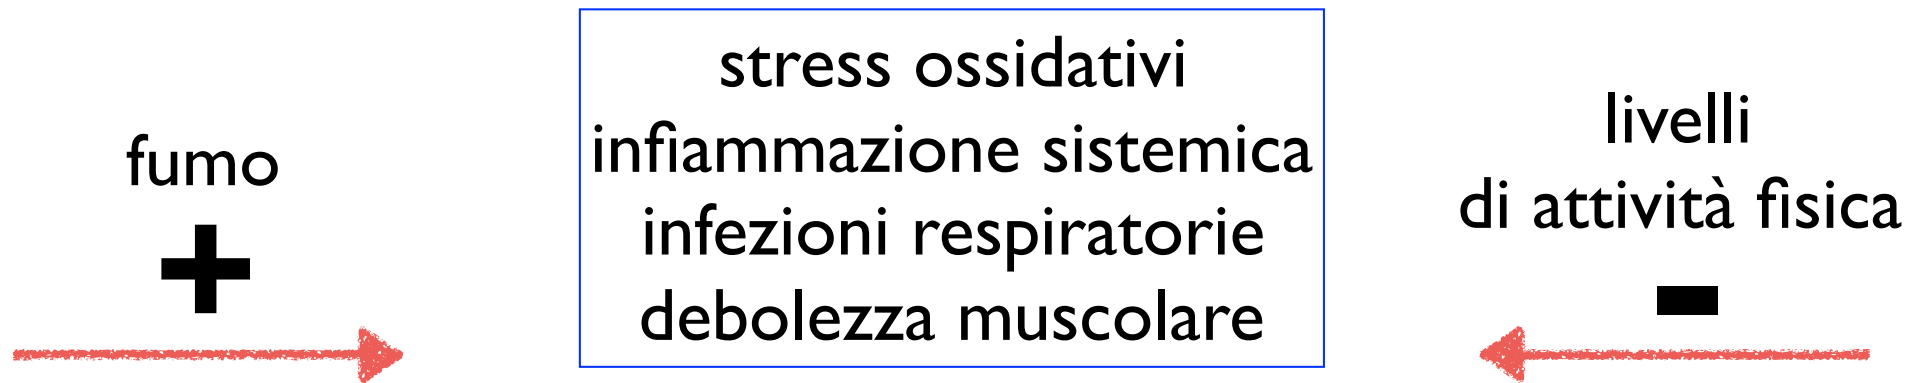 fumo
+
stress ossidativi
infiammazione sistemica
infezioni respiratorie
debolezza muscolare
livelli
di attività fisica
-